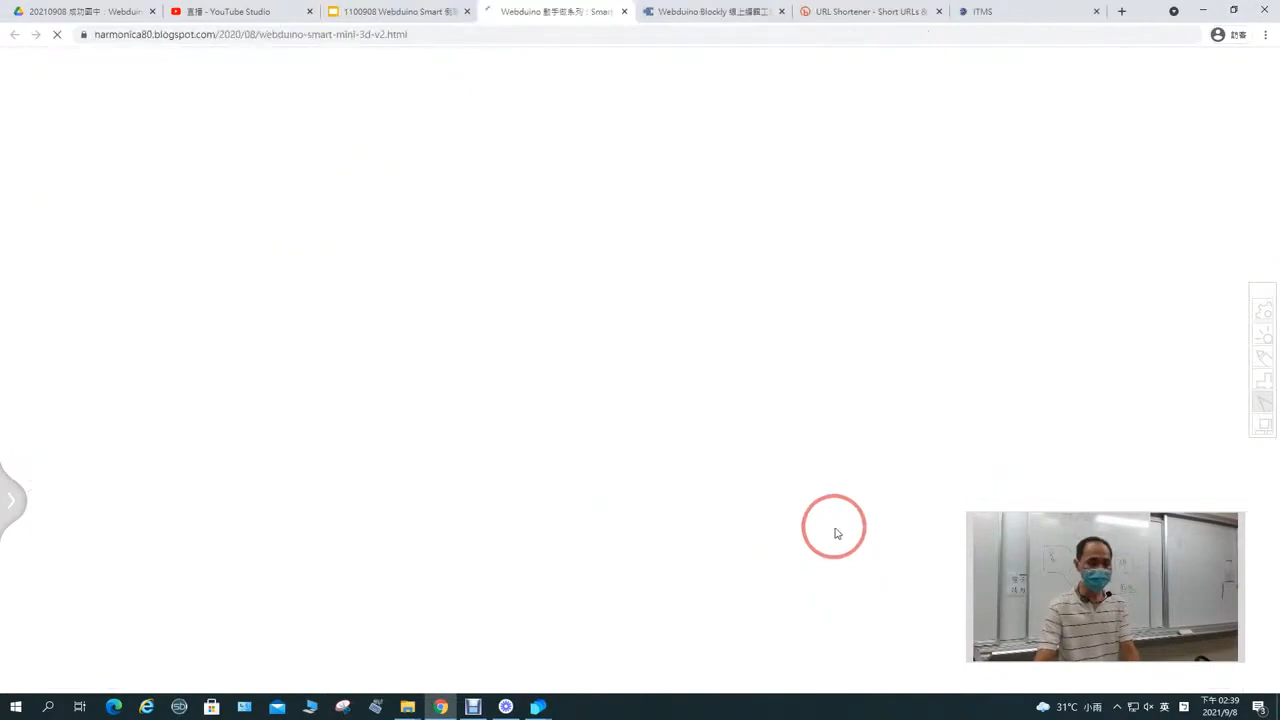 20210908 成功國中 : Webduin
直播 - YouTube Studio
1100908 Webduino Smart
Webduino 動手做系列 : Smart
Webduino Blockly 線上編輯工
URL Shortener - Short URLs &
ITMS
harmonica80.blogspot.com/2020/08/webduino-smart-mini-3d-v2.html
訪客
31°C 小雨
英
下午 02:39
2021/9/8
3